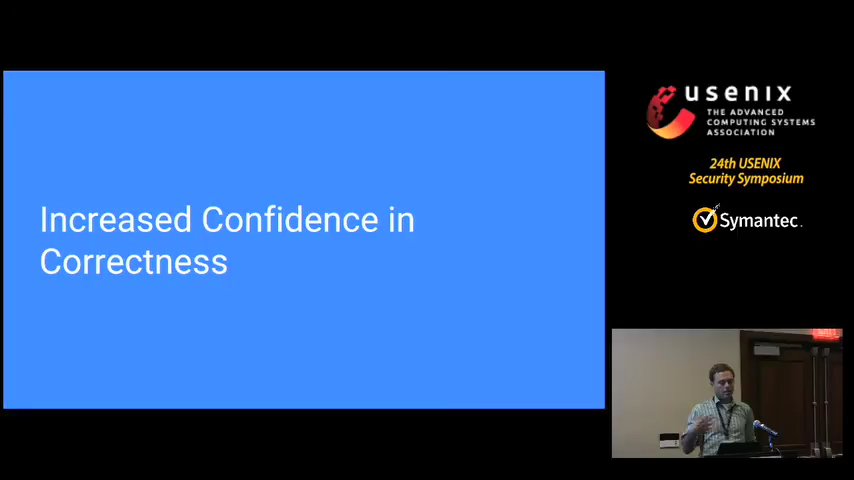 Increased Confidence in
Correctness
usenix
THE ADVANCED
COMPUTING SYSTEMS
ASSOCIATION
24th USENIX
Security Symposium
Symantec.